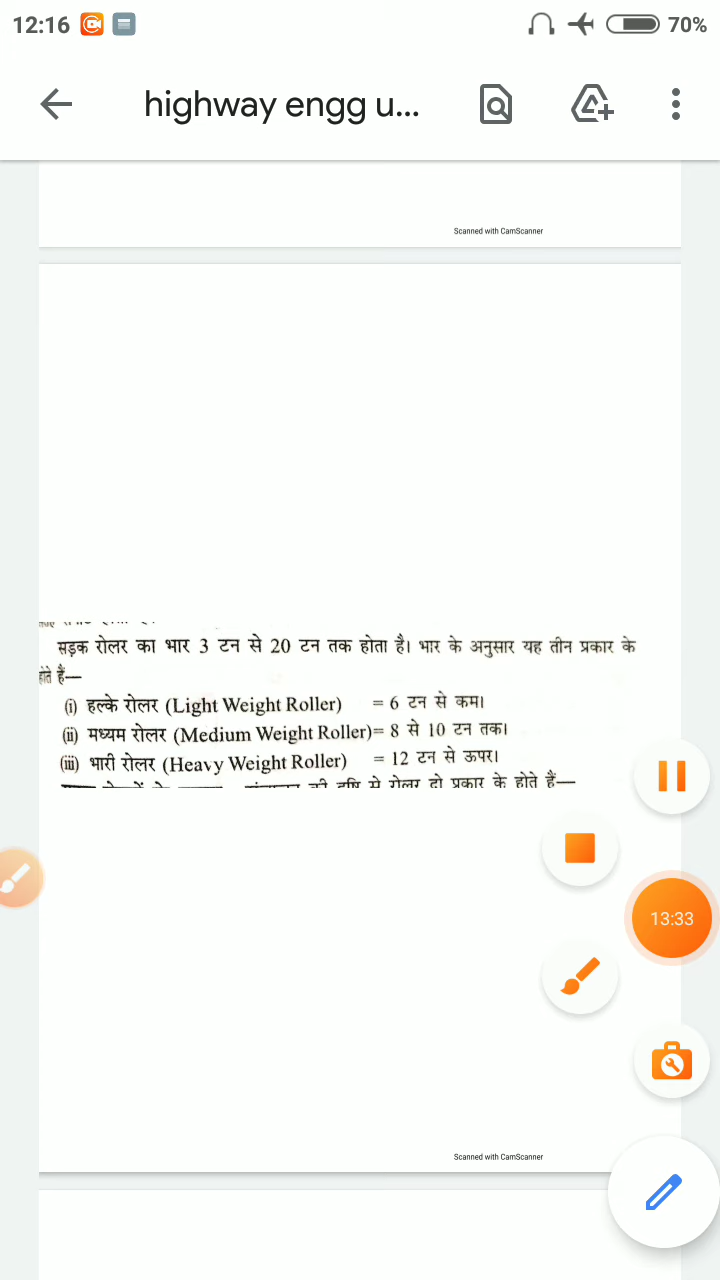 12:16
70%
highway engg u...
Scanned with CamScanner
सड़क रोलर का भार 3 टन से 20 टन तक होता है। भार के अनुसार यह तीन प्रकार के
होते हैं—
(i) हल्के रोलर (Light Weight Roller) = 6 टन से कम।
(ii) मध्यम रोलर (Medium Weight Roller)= 8 से 10 टन तक।
(iii) भारी रोलर (Heavy Weight Roller) = 12 टन से ऊपर।
की दृष्टि से रोलर दो प्रकार के होते हैं—
13:33
Scanned with CamScanner